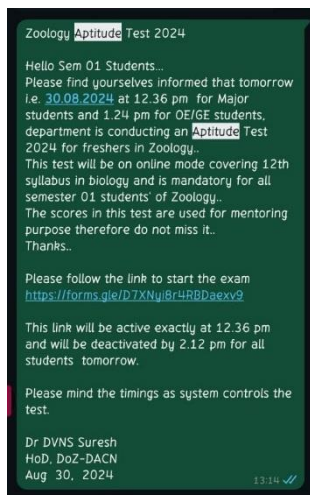 Zoology Aptitude Test 2024
Hello Sem 01 Students...
Please find yourselves informed that tomorrow
i.e. 30.08.2024 at 12.36 pm for Major
students and 1.24 pm for OE/GE students,
department is conducting an Aptitude Test
2024 for freshers in Zoology..
This test will be on online mode covering 12th
syllabus in biology and is mandatory for all
semester 01 students' of Zoology..
The scores in this test are used for mentoring
purpose therefore do not miss it..
Thanks..
Please follow the link to start the exam
https://forms.gle/D7XNyj8r4RBDaexv9
This link will be active exactly at 12.36 pm
and will be deactivated by 2.12 pm for all
students tomorrow.
Please mind the timings as system controls the
test.
Dr DVNS Suresh
HoD, DoZ-DACN
Aug 30, 2024
13:14